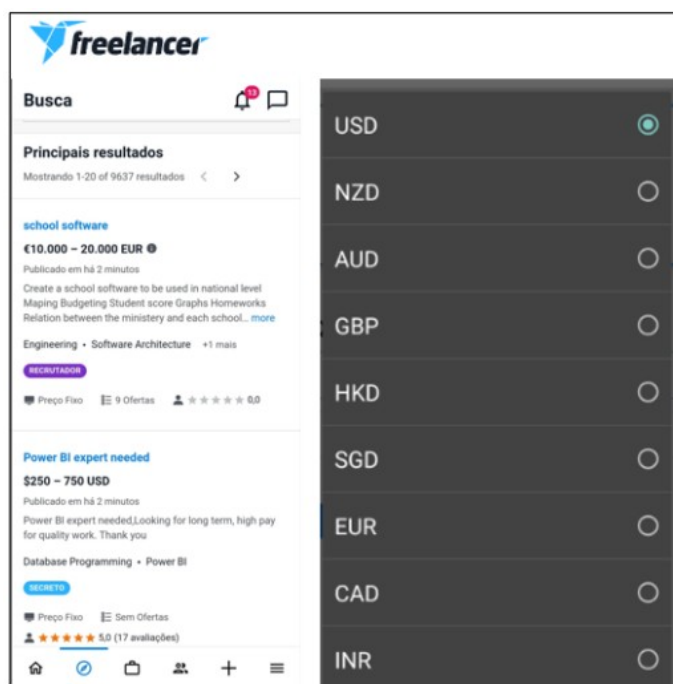 freelancer
Busca
13
Principais resultados
Mostrando 1-20 of 9637 resultados
school software
€10.000 – 20.000 EUR
Publicado em há 2 minutos
Create a school software to be used in national level
Maping Budgeting Student score Graphs Homeworks
Relation between the ministery and each school... more
Engineering • Software Architecture +1 mais
RECRUTADOR
Preço Fixo 9 Ofertas 0,0
Power BI expert needed
$250 – 750 USD
Publicado em há 2 minutos
Power BI expert needed,Looking for long term, high pay
for quality work. Thank you
Database Programming • Power BI
SECRETO
Preço Fixo Sem Ofertas
5,0 (17 avaliações)
USD
NZD
AUD
GBP
HKD
SGD
EUR
CAD
INR